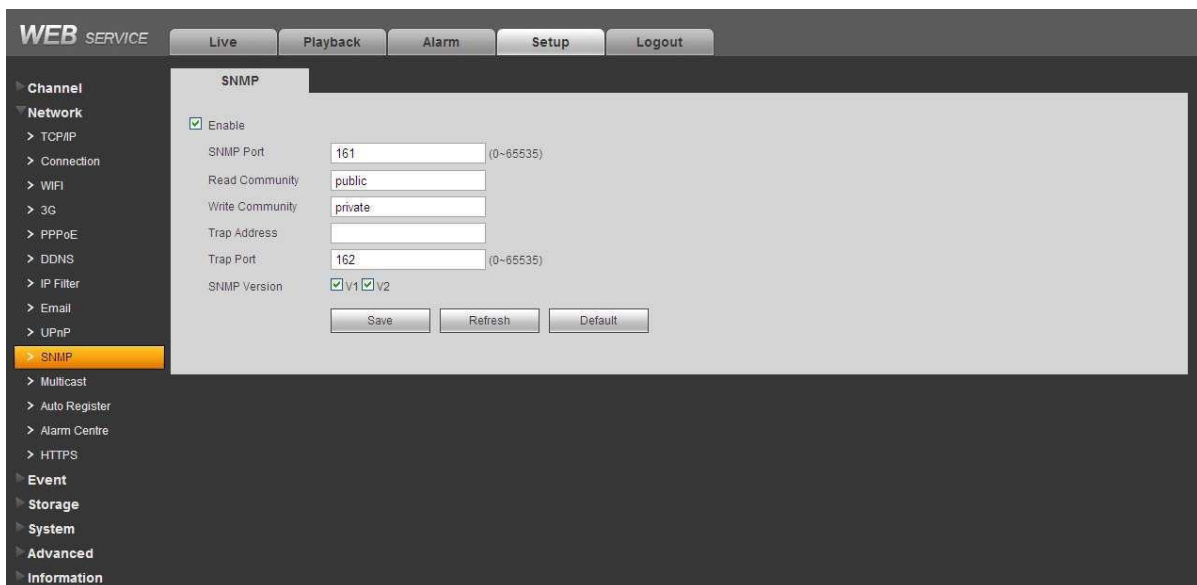 WEB SERVICE
Live Playback Alarm Setup Logout
Channel
Network
> TCP/IP
> Connection
> WIFI
> 3G
> PPPoE
> DDNS
> IP Filter
> Email
> UPnP
> SNMP
> Multicast
> Auto Register
> Alarm Centre
> HTTPS
Event
Storage
System
Advanced
Information
SNMP
Enable
SNMP Port 161 (0~65535)
Read Community public
Write Community private
Trap Address
Trap Port 162 (0~65535)
SNMP Version V1 V2
Save Refresh Default